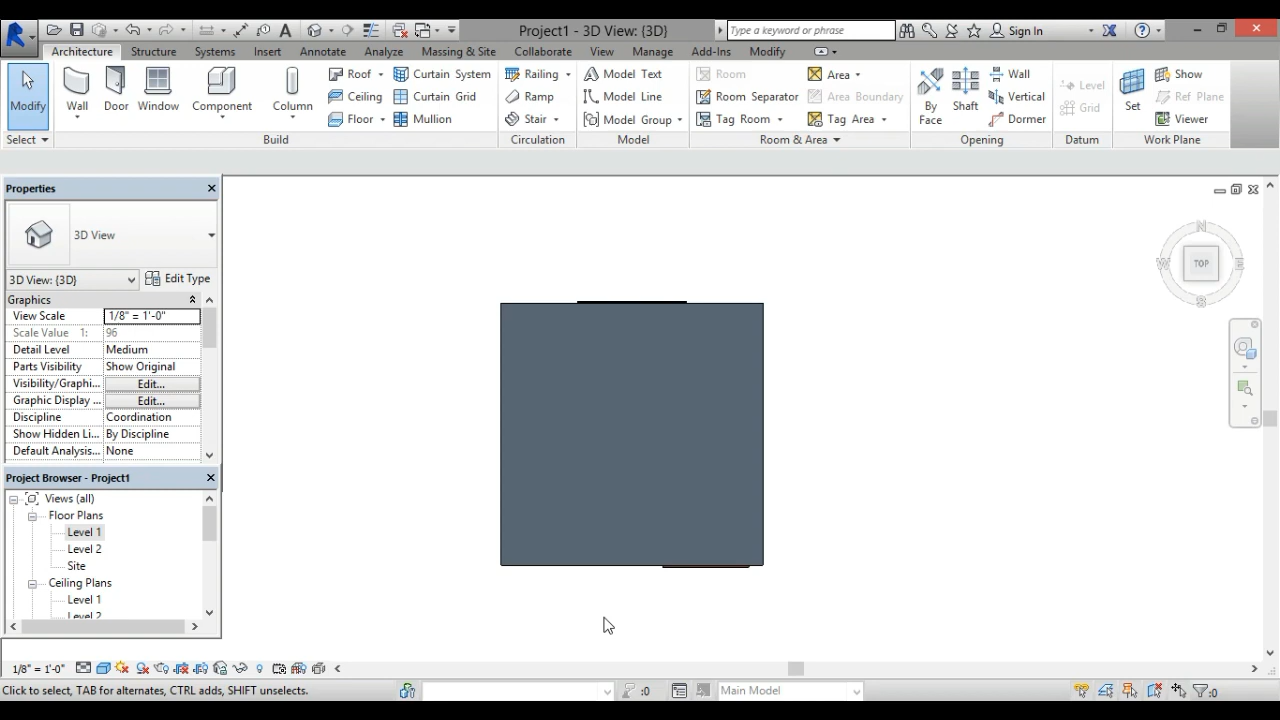 Project1 - 3D View: {3D}
Type a keyword or phrase
Sign In
Architecture Structure Systems Insert Annotate Analyze Massing & Site Collaborate View Manage Add-Ins Modify
Modify
Wall
Door
Window
Component
Column
Roof
Ceiling
Floor
Curtain System
Curtain Grid
Mullion
Railing
Ramp
Stair
Model Text
Model Line
Model Group
Room
Room Separator
Tag Room
Area
Area Boundary
Tag Area
By
Face
Shaft
Wall
Vertical
Dormer
Level
Grid
Set
Show
Ref Plane
Viewer
Select
Build
Circulation
Model
Room & Area
Opening
Datum
Work Plane
Properties
3D View
3D View: {3D}
Edit Type
Graphics
View Scale 1/8" = 1'-0"
Scale Value 1: 96
Detail Level Medium
Parts Visibility Show Original
Visibility/Graphi... Edit...
Graphic Display ... Edit...
Discipline Coordination
Show Hidden Li... By Discipline
Default Analysis... None
Project Browser - Project1
Views (all)
Floor Plans
Level 1
Level 2
Site
Ceiling Plans
Level 1
Level 2
N
W
TOP
E
S
1/8" = 1'-0"
Click to select, TAB for alternates, CTRL adds, SHIFT unselects.
:0
Main Model
:0